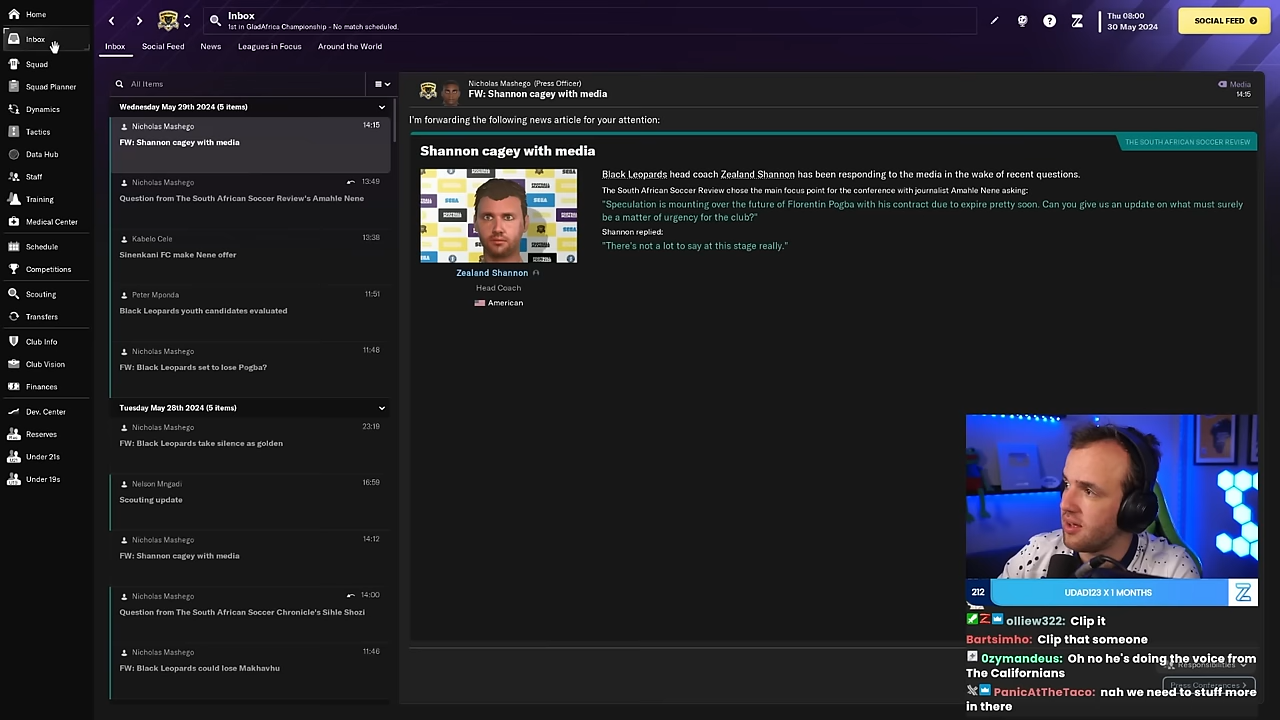 Home
Inbox
Squad
Squad Planner
Dynamics
Tactics
Data Hub
Staff
Training
Medical Center
Schedule
Competitions
Scouting
Transfers
Club Info
Club Vision
Finances
Dev. Center
Reserves
Under 21s
Under 19s
Inbox
1st in GladAfrica Championship - No match scheduled.
Thu 08:00
30 May 2024
SOCIAL FEED
Inbox
Social Feed
News
Leagues in Focus
Around the World
All Items
Wednesday May 29th 2024 (5 items)
Nicholas Mashego 14:15
FW: Shannon cagey with media
Nicholas Mashego 13:49
Question from The South African Soccer Review's Amahle Nene
Kabelo Cele 13:38
Sinenkani FC make Nene offer
Peter Mponda 11:51
Black Leopards youth candidates evaluated
Nicholas Mashego 11:48
FW: Black Leopards set to lose Pogba?
Tuesday May 28th 2024 (5 items)
Nicholas Mashego 23:19
FW: Black Leopards take silence as golden
Nelson Mngadi 16:59
Scouting update
Nicholas Mashego 14:12
FW: Shannon cagey with media
Nicholas Mashego 14:00
Question from The South African Soccer Chronicle's Sihle Shozi
Nicholas Mashego 11:46
FW: Black Leopards could lose Makhavhu
Nicholas Mashego (Press Officer)
FW: Shannon cagey with media
Media
14:15
I'm forwarding the following news article for your attention:
THE SOUTH AFRICAN SOCCER REVIEW
Shannon cagey with media
Black Leopards head coach Zealand Shannon has been responding to the media in the wake of recent questions.
The South African Soccer Review chose the main focus point for the conference with journalist Amahle Nene asking:
"Speculation is mounting over the future of Florentin Pogba with his contract due to expire pretty soon. Can you give us an update on what must surely
be a matter of urgency for the club?"
Shannon replied:
"There's not a lot to say at this stage really."
SEGA
Zealand Shannon
Head Coach
American
212
UDAD123 X 1 MONTHS
Z
olliew322: Clip it
Bartsimho: Clip that someone
0zymandeus: Oh no he's doing the voice from
The Californians
PanicAtTheTaco: nah we need to stuff more
in there
Responsibilities
Press Conferences